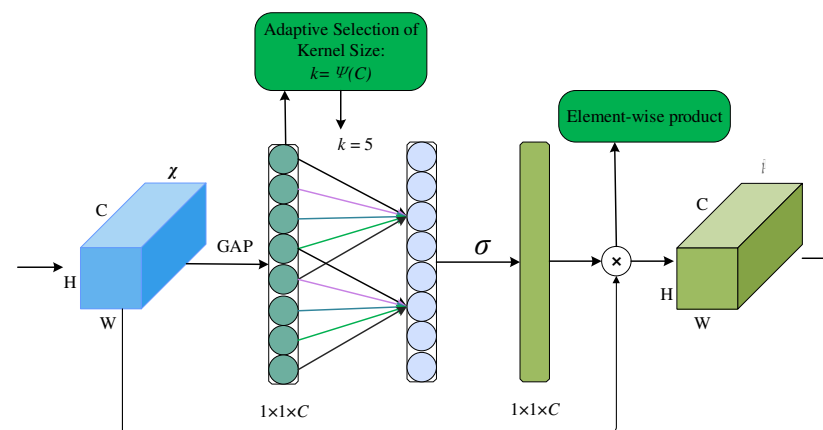 Adaptive Selection of
Kernel Size:
k= Ψ(C)
k = 5
Element-wise product
χ
C
H
W
GAP
σ
×
C
H
W
1×1×C
1×1×C